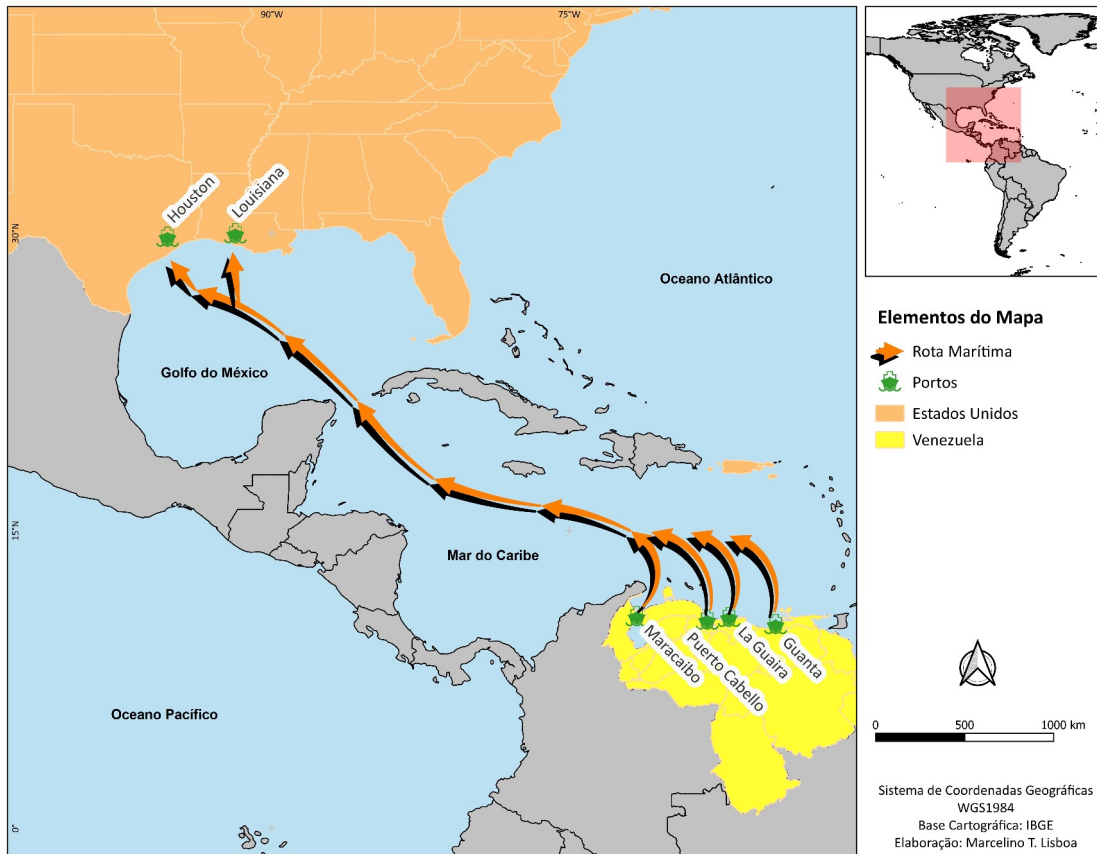 90°W
75°W
30°N
15°N
0°
Houston
Louisiana
Oceano Atlântico
Golfo do México
Mar do Caribe
Maracaibo
Puerto Cabello
La Guaira
Guanta
Oceano Pacífico
Elementos do Mapa
Rota Marítima
Portos
Estados Unidos
Venezuela
0 500 1000 km
Sistema de Coordenadas Geográficas
WGS1984
Base Cartográfica: IBGE
Elaboração: Marcelino T. Lisboa